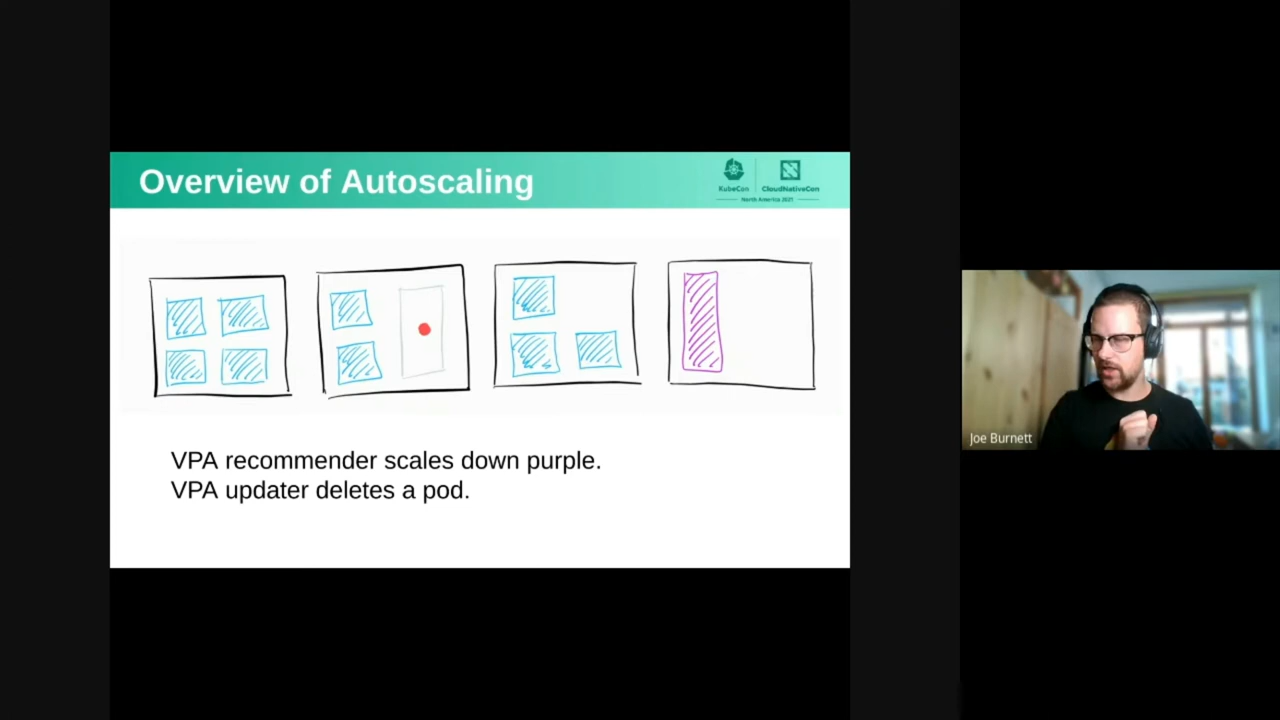 Overview of Autoscaling
KubeCon
CloudNativeCon
North America 2021
VPA recommender scales down purple.
VPA updater deletes a pod.
Joe Burnett